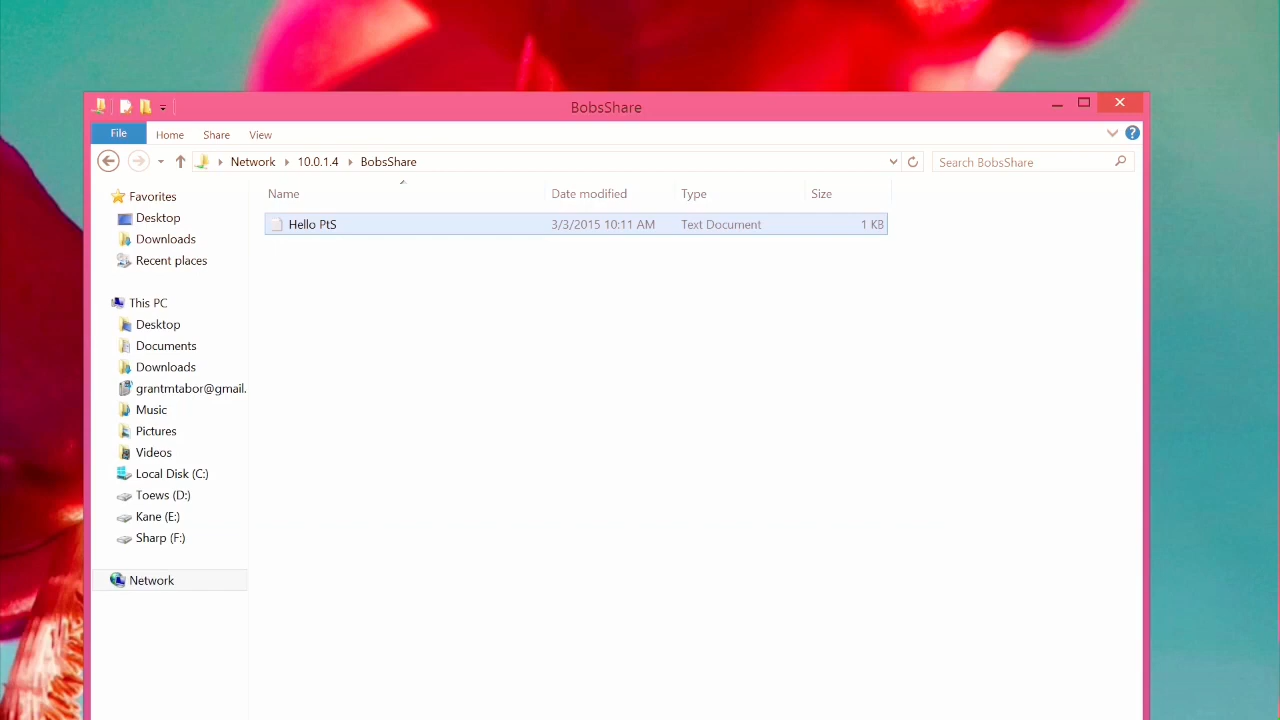 BobsShare
File Home Share View
Network 10.0.1.4 BobsShare
Search BobsShare
Name Date modified Type Size
Hello PtS 3/3/2015 10:11 AM Text Document 1 KB
Favorites
Desktop
Downloads
Recent places
This PC
Desktop
Documents
Downloads
grantmtabor@gmail.
Music
Pictures
Videos
Local Disk (C:)
Toews (D:)
Kane (E:)
Sharp (F:)
Network